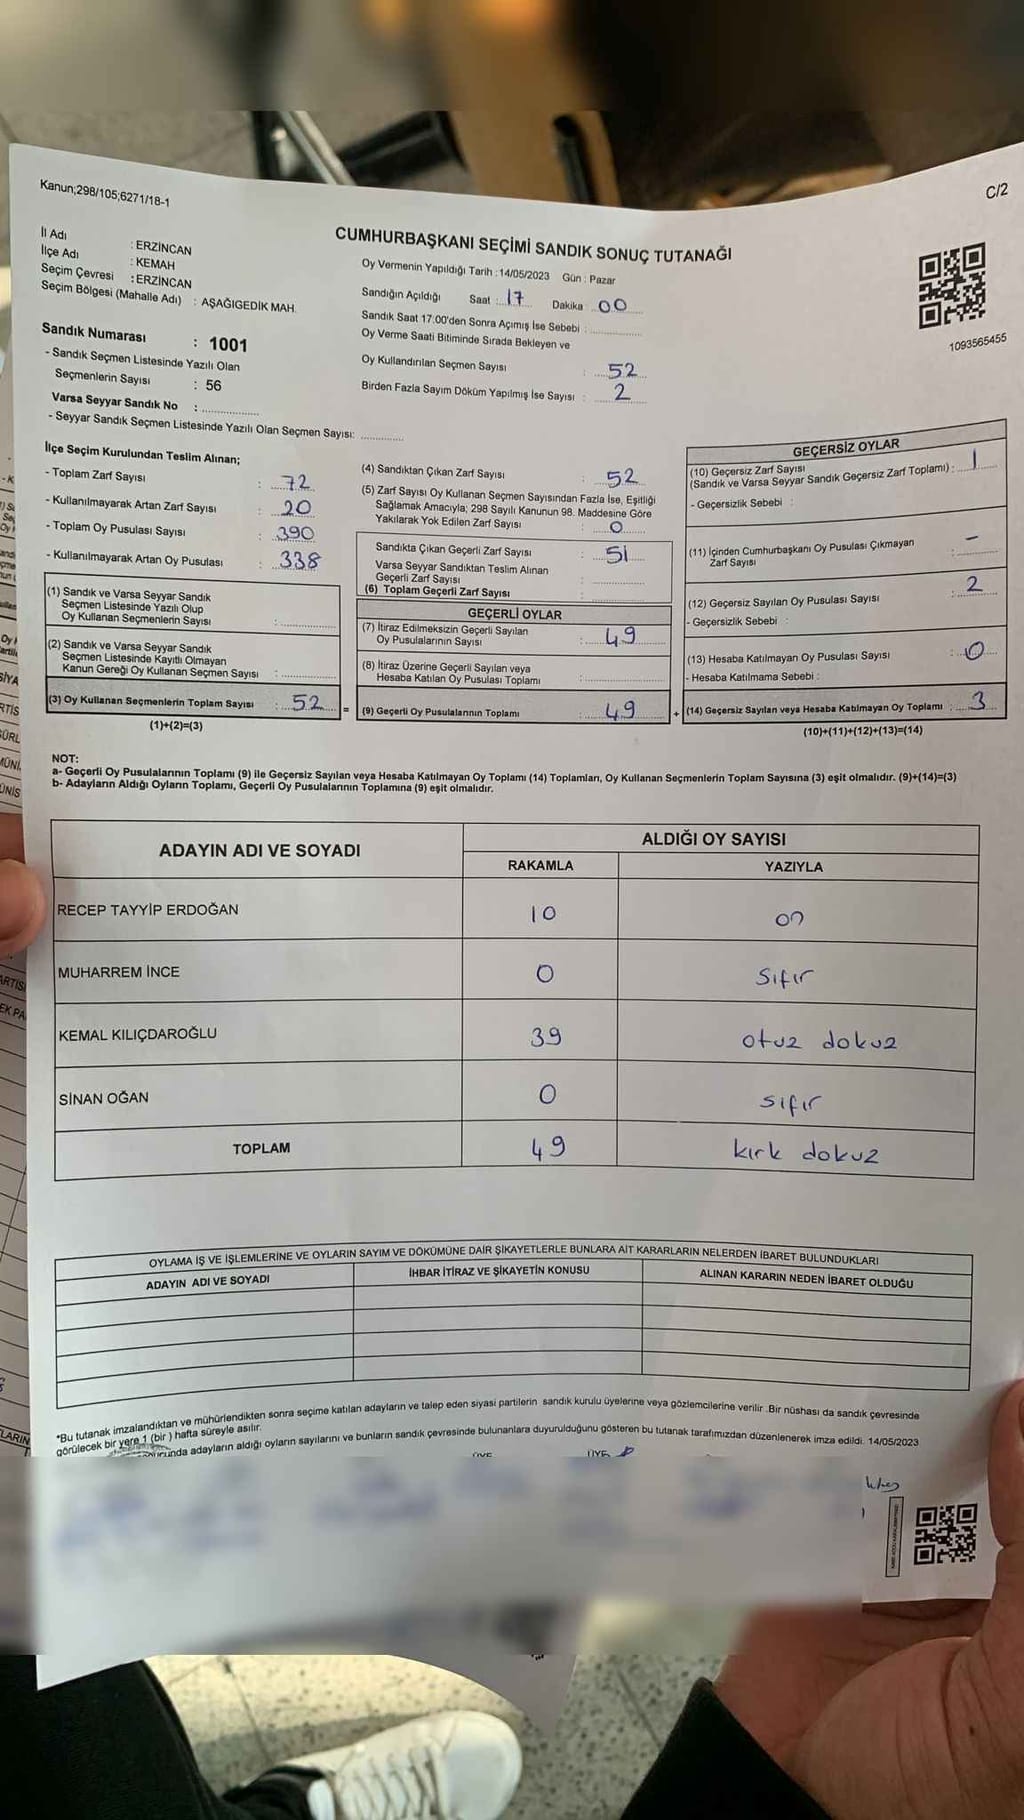 Kanun;298/105;6271/18-1
C/2
İl Adı : ERZİNCAN
İlçe Adı : KEMAH
Seçim Çevresi : ERZİNCAN
Seçim Bölgesi (Mahalle Adı) : AŞAĞIGEDİK MAH.
Sandık Numarası : 1001
- Sandık Seçmen Listesinde Yazılı Olan
Seçmenlerin Sayısı : 56
Varsa Seyyar Sandık No : ..................
- Seyyar Sandık Seçmen Listesinde Yazılı Olan Seçmen Sayısı: .............
CUMHURBAŞKANI SEÇİMİ SANDIK SONUÇ TUTANAĞI
Oy Vermenin Yapıldığı Tarih : 14/05/2023 Gün : Pazar
Sandığın Açıldığı Saat : 17 Dakika 00
Sandık Saat 17:00'den Sonra Açımış İse Sebebi : ..................
Oy Verme Saati Bitiminde Sırada Bekleyen ve
Oy Kullandırılan Seçmen Sayısı : 52
Birden Fazla Sayım Döküm Yapılmış İse Sayısı : 2
1093565455
İlçe Seçim Kurulundan Teslim Alınan;
- Toplam Zarf Sayısı : 72
- Kullanılmayarak Artan Zarf Sayısı : 20
- Toplam Oy Pusulası Sayısı : 390
- Kullanılmayarak Artan Oy Pusulası : 338
(1) Sandık ve Varsa Seyyar Sandık
Seçmen Listesinde Yazılı Olup
Oy Kullanan Seçmenlerin Sayısı : ..................
(2) Sandık ve Varsa Seyyar Sandık
Seçmen Listesinde Kayıtlı Olmayan
Kanun Gereği Oy Kullanan Seçmen Sayısı : ..................
(3) Oy Kullanan Seçmenlerin Toplam Sayısı : 52
(1)+(2)=(3)
(4) Sandıktan Çıkan Zarf Sayısı : 52
(5) Zarf Sayısı Oy Kullanan Seçmen Sayısından Fazla İse, Eşitliği
Sağlamak Amacıyla; 298 Sayılı Kanunun 98. Maddesine Göre
Yakılarak Yok Edilen Zarf Sayısı : 0
Sandıkta Çıkan Geçerli Zarf Sayısı : 51
Varsa Seyyar Sandıktan Teslim Alınan
Geçerli Zarf Sayısı : ..................
(6) Toplam Geçerli Zarf Sayısı : ..................
GEÇERLİ OYLAR
(7) İtiraz Edilmeksizin Geçerli Sayılan
Oy Pusulalarının Sayısı : 49
(8) İtiraz Üzerine Geçerli Sayılan veya
Hesaba Katılan Oy Pusulası Toplamı : ..................
= (9) Geçerli Oy Pusulalarının Toplamı : 49
GEÇERSİZ OYLAR
(10) Geçersiz Zarf Sayısı
(Sandık ve Varsa Seyyar Sandık Geçersiz Zarf Toplamı) : 1
- Geçersizlik Sebebi :
(11) İçinden Cumhurbaşkanı Oy Pusulası Çıkmayan
Zarf Sayısı : -
(12) Geçersiz Sayılan Oy Pusulası Sayısı : 2
- Geçersizlik Sebebi :
(13) Hesaba Katılmayan Oy Pusulası Sayısı : 0
- Hesaba Katılmama Sebebi :
+ (14) Geçersiz Sayılan veya Hesaba Katılmayan Oy Toplamı : 3
(10)+(11)+(12)+(13)=(14)
NOT:
a- Geçerli Oy Pusulalarının Toplamı (9) ile Geçersiz Sayılan veya Hesaba Katılmayan Oy Toplamı (14) Toplamları, Oy Kullanan Seçmenlerin Toplam Sayısına (3) eşit olmalıdır. (9)+(14)=(3)
b- Adayların Aldığı Oyların Toplamı, Geçerli Oy Pusulalarının Toplamına (9) eşit olmalıdır.
ADAYIN ADI VE SOYADI ALDIĞI OY SAYISI
RAKAMLA YAZIYLA
RECEP TAYYİP ERDOĞAN 10 on
MUHARREM İNCE 0 sıfır
KEMAL KILIÇDAROĞLU 39 otuz dokuz
SİNAN OĞAN 0 sıfır
TOPLAM 49 kırk dokuz
OYLAMA İŞ VE İŞLEMLERİNE VE OYLARIN SAYIM VE DÖKÜMÜNE DAİR ŞİKAYETLERLE BUNLARA AİT KARARLARIN NELERDEN İBARET BULUNDUKLARI
ADAYIN ADI VE SOYADI İHBAR İTİRAZ VE ŞİKAYETİN KONUSU ALINAN KARARIN NEDEN İBARET OLDUĞU
*Bu tutanak imzalandıktan ve mühürlendikten sonra seçime katılan adayların ve talep eden siyasi partilerin sandık kurulu üyelerine veya gözlemcilerine verilir .Bir nüshası da sandık çevresinde
görülecek bir yere 1 (bir ) hafta süreyle asılır.
adayların aldığı oyların sayılarını ve bunların sandık çevresinde bulunanlara duyurulduğunu gösteren bu tutanak tarafımızdan düzenlenerek imza edildi. 14/05/2023
ÜYE ÜYE